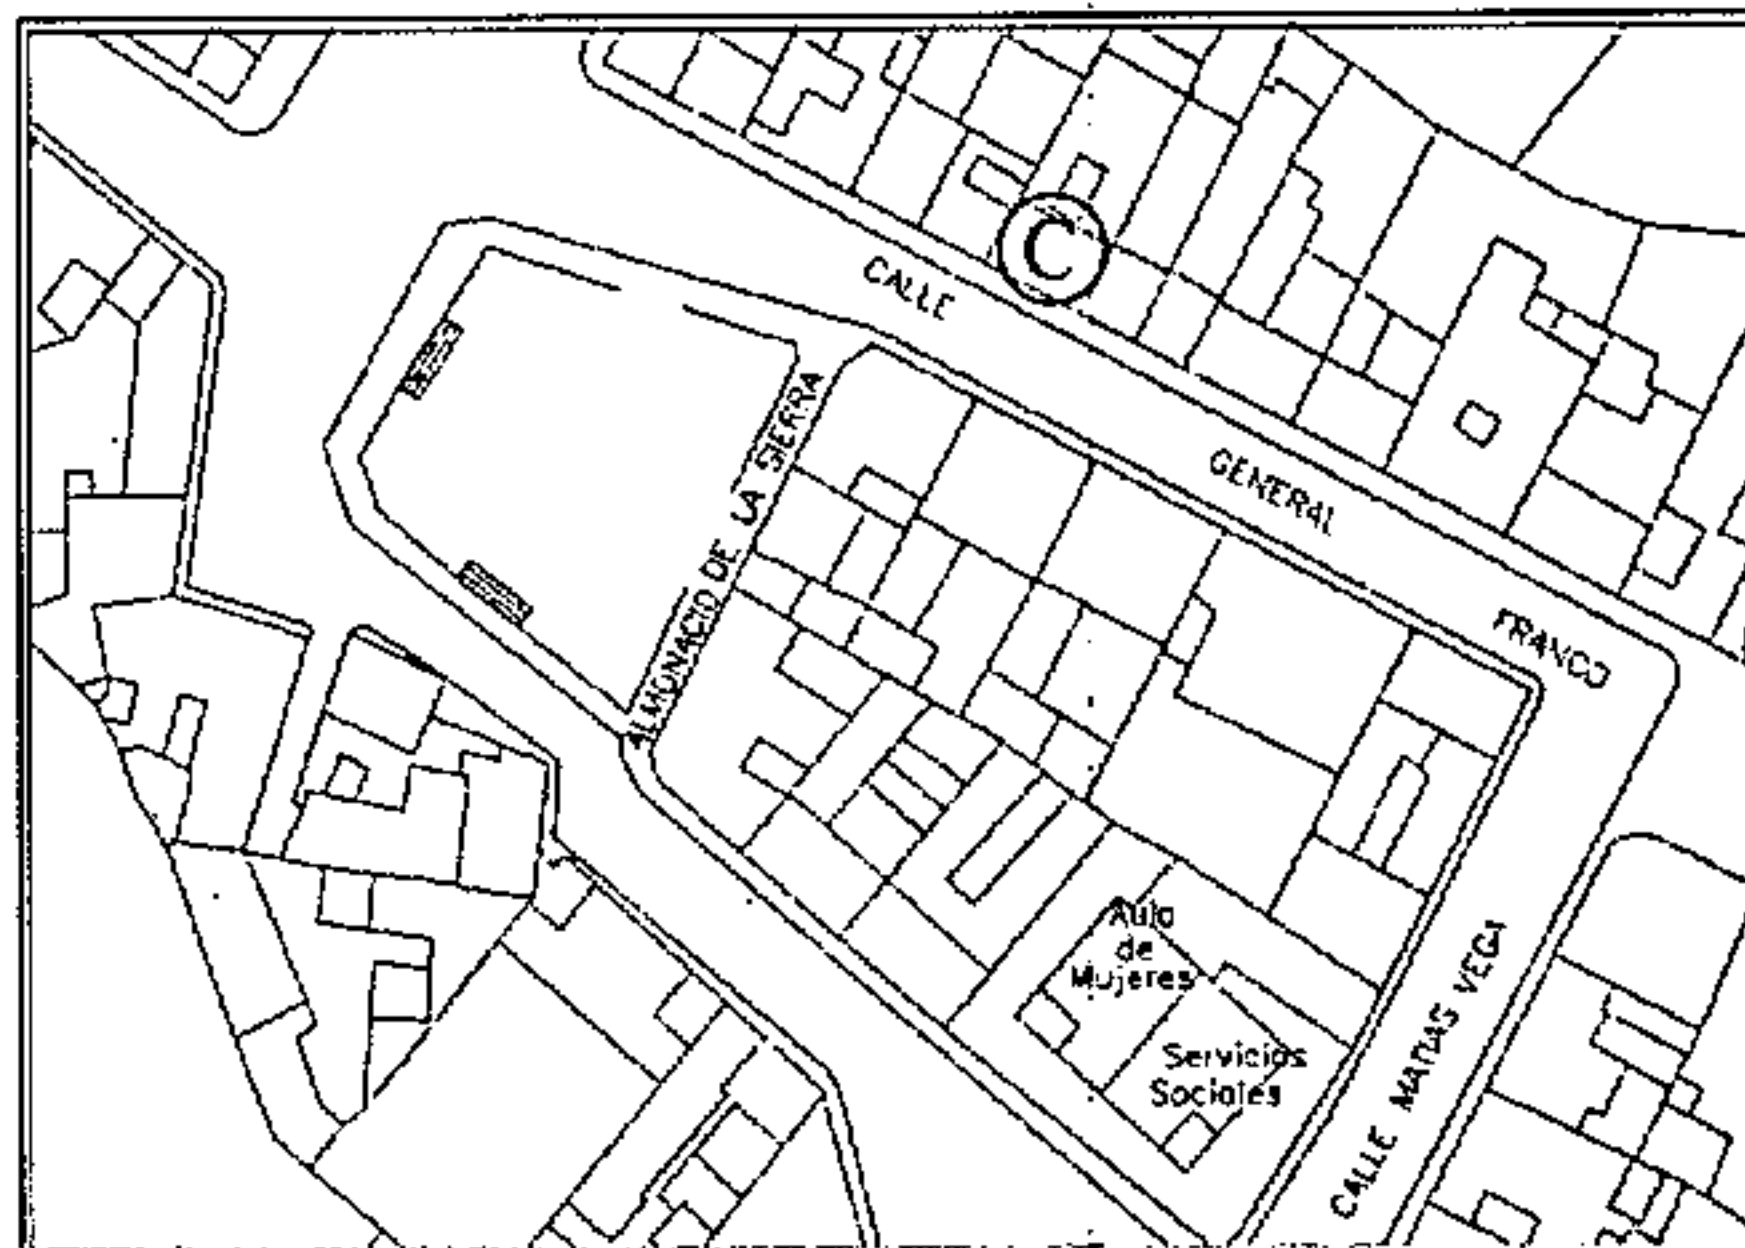 C
CALLE
GENERAL
FRANCO
ALMONACID DE LA SIERRA
Aula
de
Mujeres
Servicios
Sociales
CALLE MATIAS VEGA